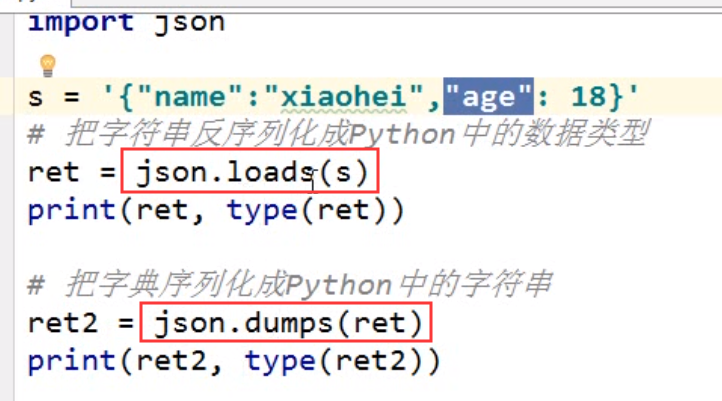 import json
s = '{"name":"xiaohei","age": 18}'
# 把字符串反序列化成Python中的数据类型
ret = json.loads(s)
print(ret, type(ret))
# 把字典序列化成Python中的字符串
ret2 = json.dumps(ret)
print(ret2, type(ret2))